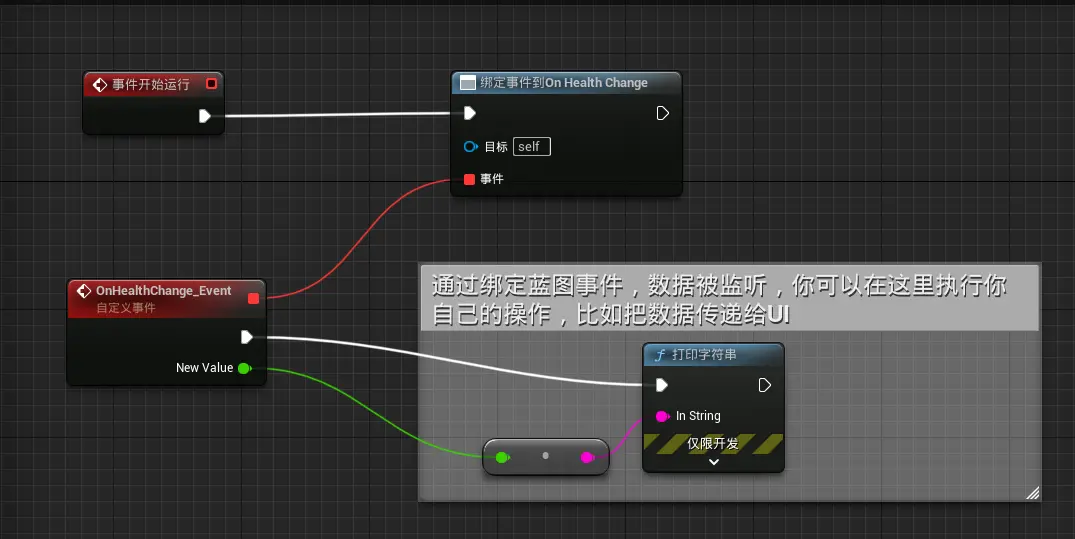 事件开始运行
绑定事件到On Health Change
目标 self
事件
OnHealthChange_Event
自定义事件
New Value
通过绑定蓝图事件，数据被监听，你可以在这里执行你
自己的操作，比如把数据传递给UI
f 打印字符串
In String
仅限开发